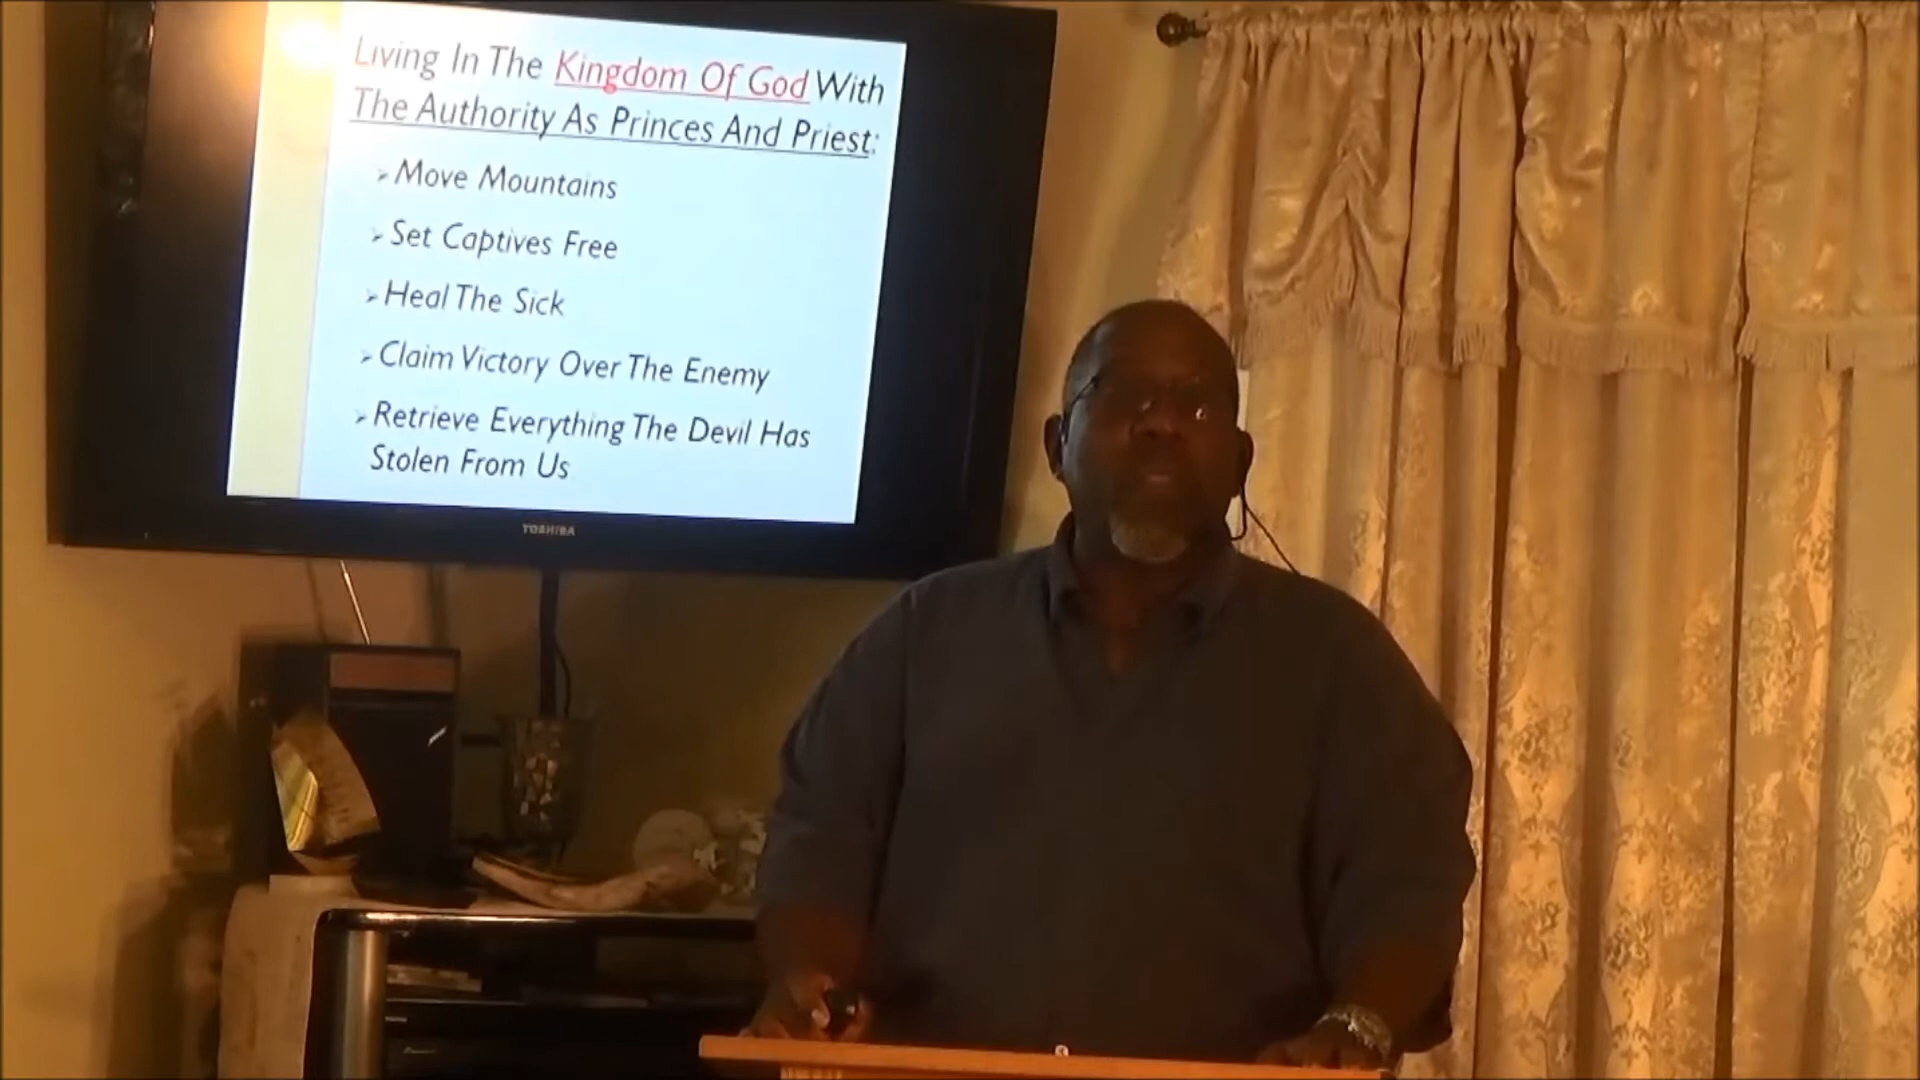 Living In The Kingdom Of God With
The Authority As Princes And Priest:
➢ Move Mountains
➢ Set Captives Free
➢ Heal The Sick
➢ Claim Victory Over The Enemy
➢ Retrieve Everything The Devil Has
Stolen From Us
TOSHIBA